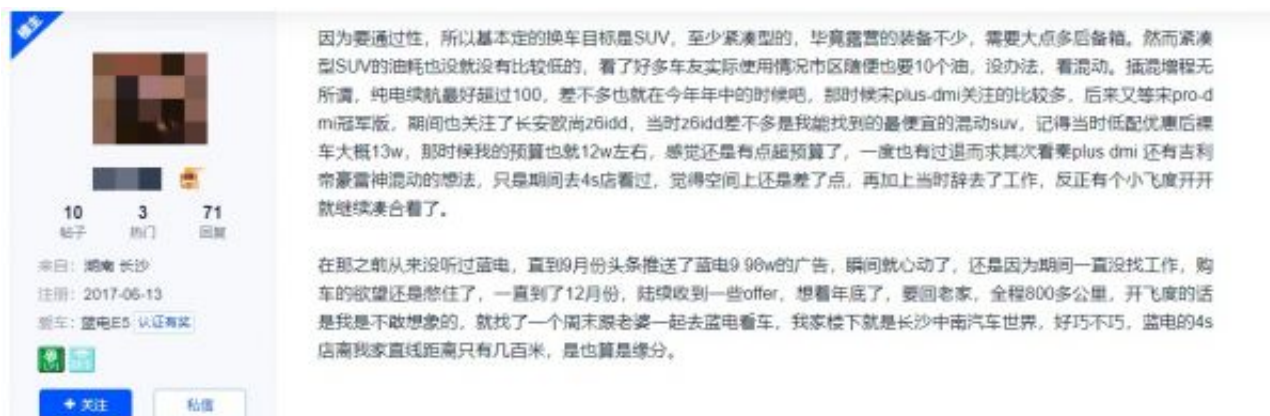 楼主
10 3 71
帖子 热门 回复
来自：湖南 长沙
注册：2017-06-13
爱车：蓝电E5 认证有奖
+ 关注 私信
因为要通过性，所以基本定的换车目标是SUV，至少紧凑型的，毕竟露营的装备不少，需要大点多后备箱。然而紧凑
型SUV的油耗也没就没有比较低的，看了好多车友实际使用情况市区随便也要10个油，没办法，看混动。插混增程无
所谓，纯电续航最好超过100，差不多也就在今年年中的时候吧，那时候宋plus-dmi关注的比较多，后来又等宋pro-d
mi冠军版，期间也关注了长安欧尚z6idd，当时z6idd差不多是我能找到的最便宜的混动suv，记得当时低配优惠后裸
车大概13w，那时候我的预算也就12w左右，感觉还是有点超预算了，一度也有过退而求其次看秦plus dmi 还有吉利
帝豪雷神混动的想法，只是期间去4s店看过，觉得空间上还是差了点，再加上当时辞去了工作，反正有个小飞度开开
就继续凑合着了。
在那之前从来没听过蓝电，直到9月份头条推送了蓝电9.98w的广告，瞬间就心动了，还是因为期间一直没找工作，购
车的欲望还是憋住了，一直到了12月份，陆续收到一些offer，想着年底了，要回老家，全程800多公里，开飞度的话
是我是不敢想象的，就找了一个周末跟老婆一起去蓝电看车，我家楼下就是长沙中南汽车世界，好巧不巧，蓝电的4s
店离我家直线距离只有几百米，是也算是缘分。